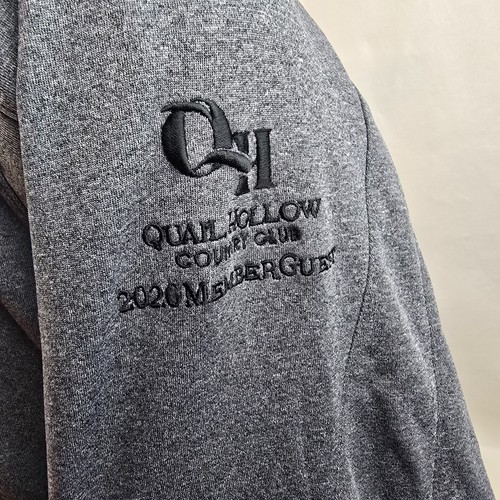 QH
QUAIL HOLLOW
COUNTRY CLUB
2020 MEMBER GUEST